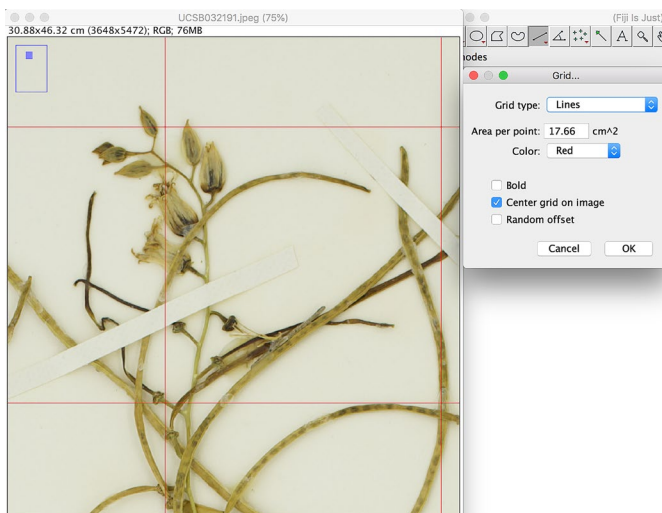 UCSB032191.jpeg (75%)
30.88x46.32 cm (3648x5472); RGB; 76MB
(Fiji Is Just)
A
odes
Grid...
Grid type: Lines
Area per point: 17.66 cm^2
Color: Red
Bold
Center grid on image
Random offset
Cancel OK